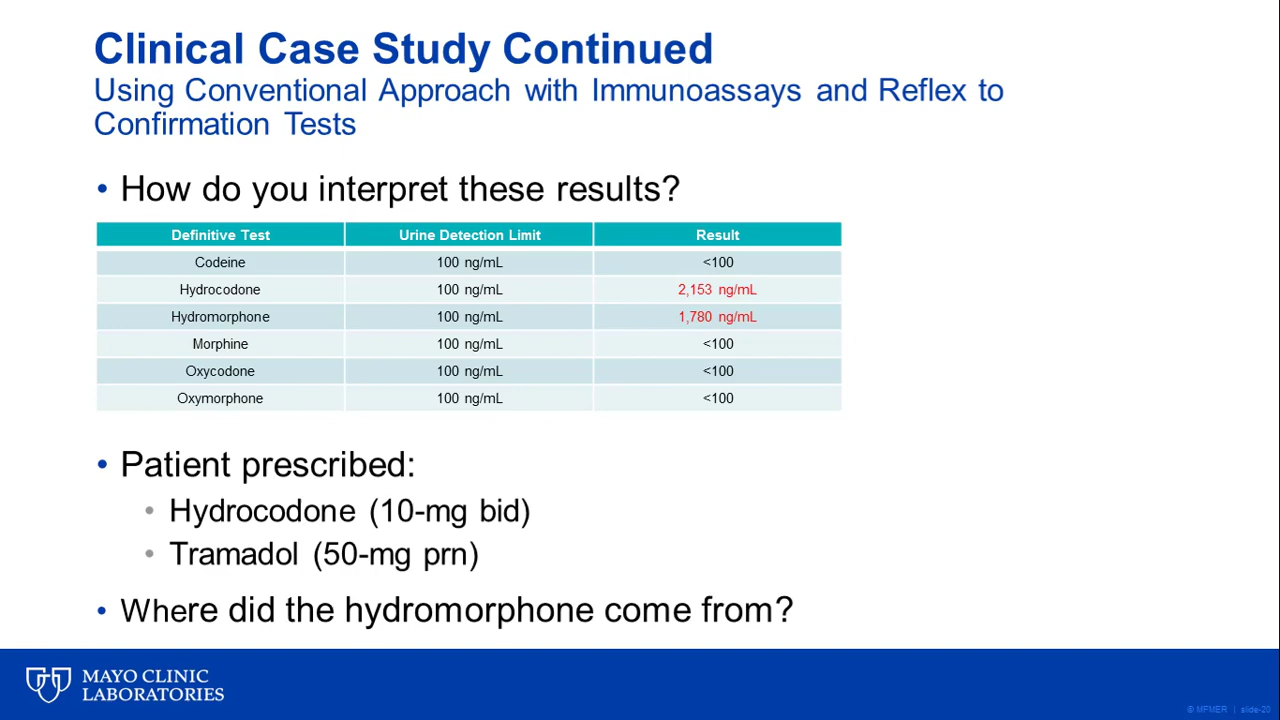 Clinical Case Study Continued
Using Conventional Approach with Immunoassays and Reflex to
Confirmation Tests
• How do you interpret these results?
Definitive Test Urine Detection Limit Result
Codeine 100 ng/mL <100
Hydrocodone 100 ng/mL 2,153 ng/mL
Hydromorphone 100 ng/mL 1,780 ng/mL
Morphine 100 ng/mL <100
Oxycodone 100 ng/mL <100
Oxymorphone 100 ng/mL <100
• Patient prescribed:
• Hydrocodone (10-mg bid)
• Tramadol (50-mg prn)
• Where did the hydromorphone come from?
MAYO CLINIC
LABORATORIES
© MFMER | slide-20